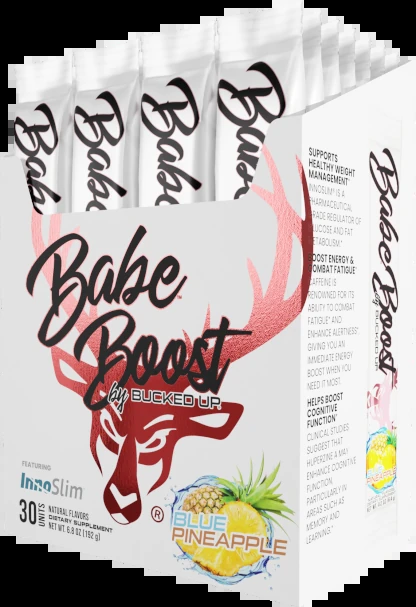 Babe
Babe
Babe
Babe
Babe
Boost™
by BUCKED UP
FEATURING
InnoSlim®
30 UNITS
NATURAL FLAVORS
DIETARY SUPPLEMENT
NET WT. 6.8 OZ (192 g)
®
BLUE
PINEAPPLE
SUPPORTS
HEALTHY WEIGHT
MANAGEMENT*
INNOSLIM® IS A
PHARMACEUTICAL
GRADE REGULATOR OF
GLUCOSE AND FAT
METABOLISM.*
BOOST ENERGY &
COMBAT FATIGUE*
CAFFEINE IS
RENOWNED FOR ITS
ABILITY TO COMBAT
FATIGUE* AND
ENHANCE ALERTNESS*,
GIVING YOU AN
IMMEDIATE ENERGY
BOOST WHEN YOU
NEED IT MOST.
HELPS BOOST
COGNITIVE
FUNCTION*
CLINICAL STUDIES
SUGGEST THAT
HUPERZINE A MAY
ENHANCE COGNITIVE
FUNCTION,
PARTICULARLY IN
AREAS SUCH AS
MEMORY AND
LEARNING.*
Babe Boost
by BUCKED UP